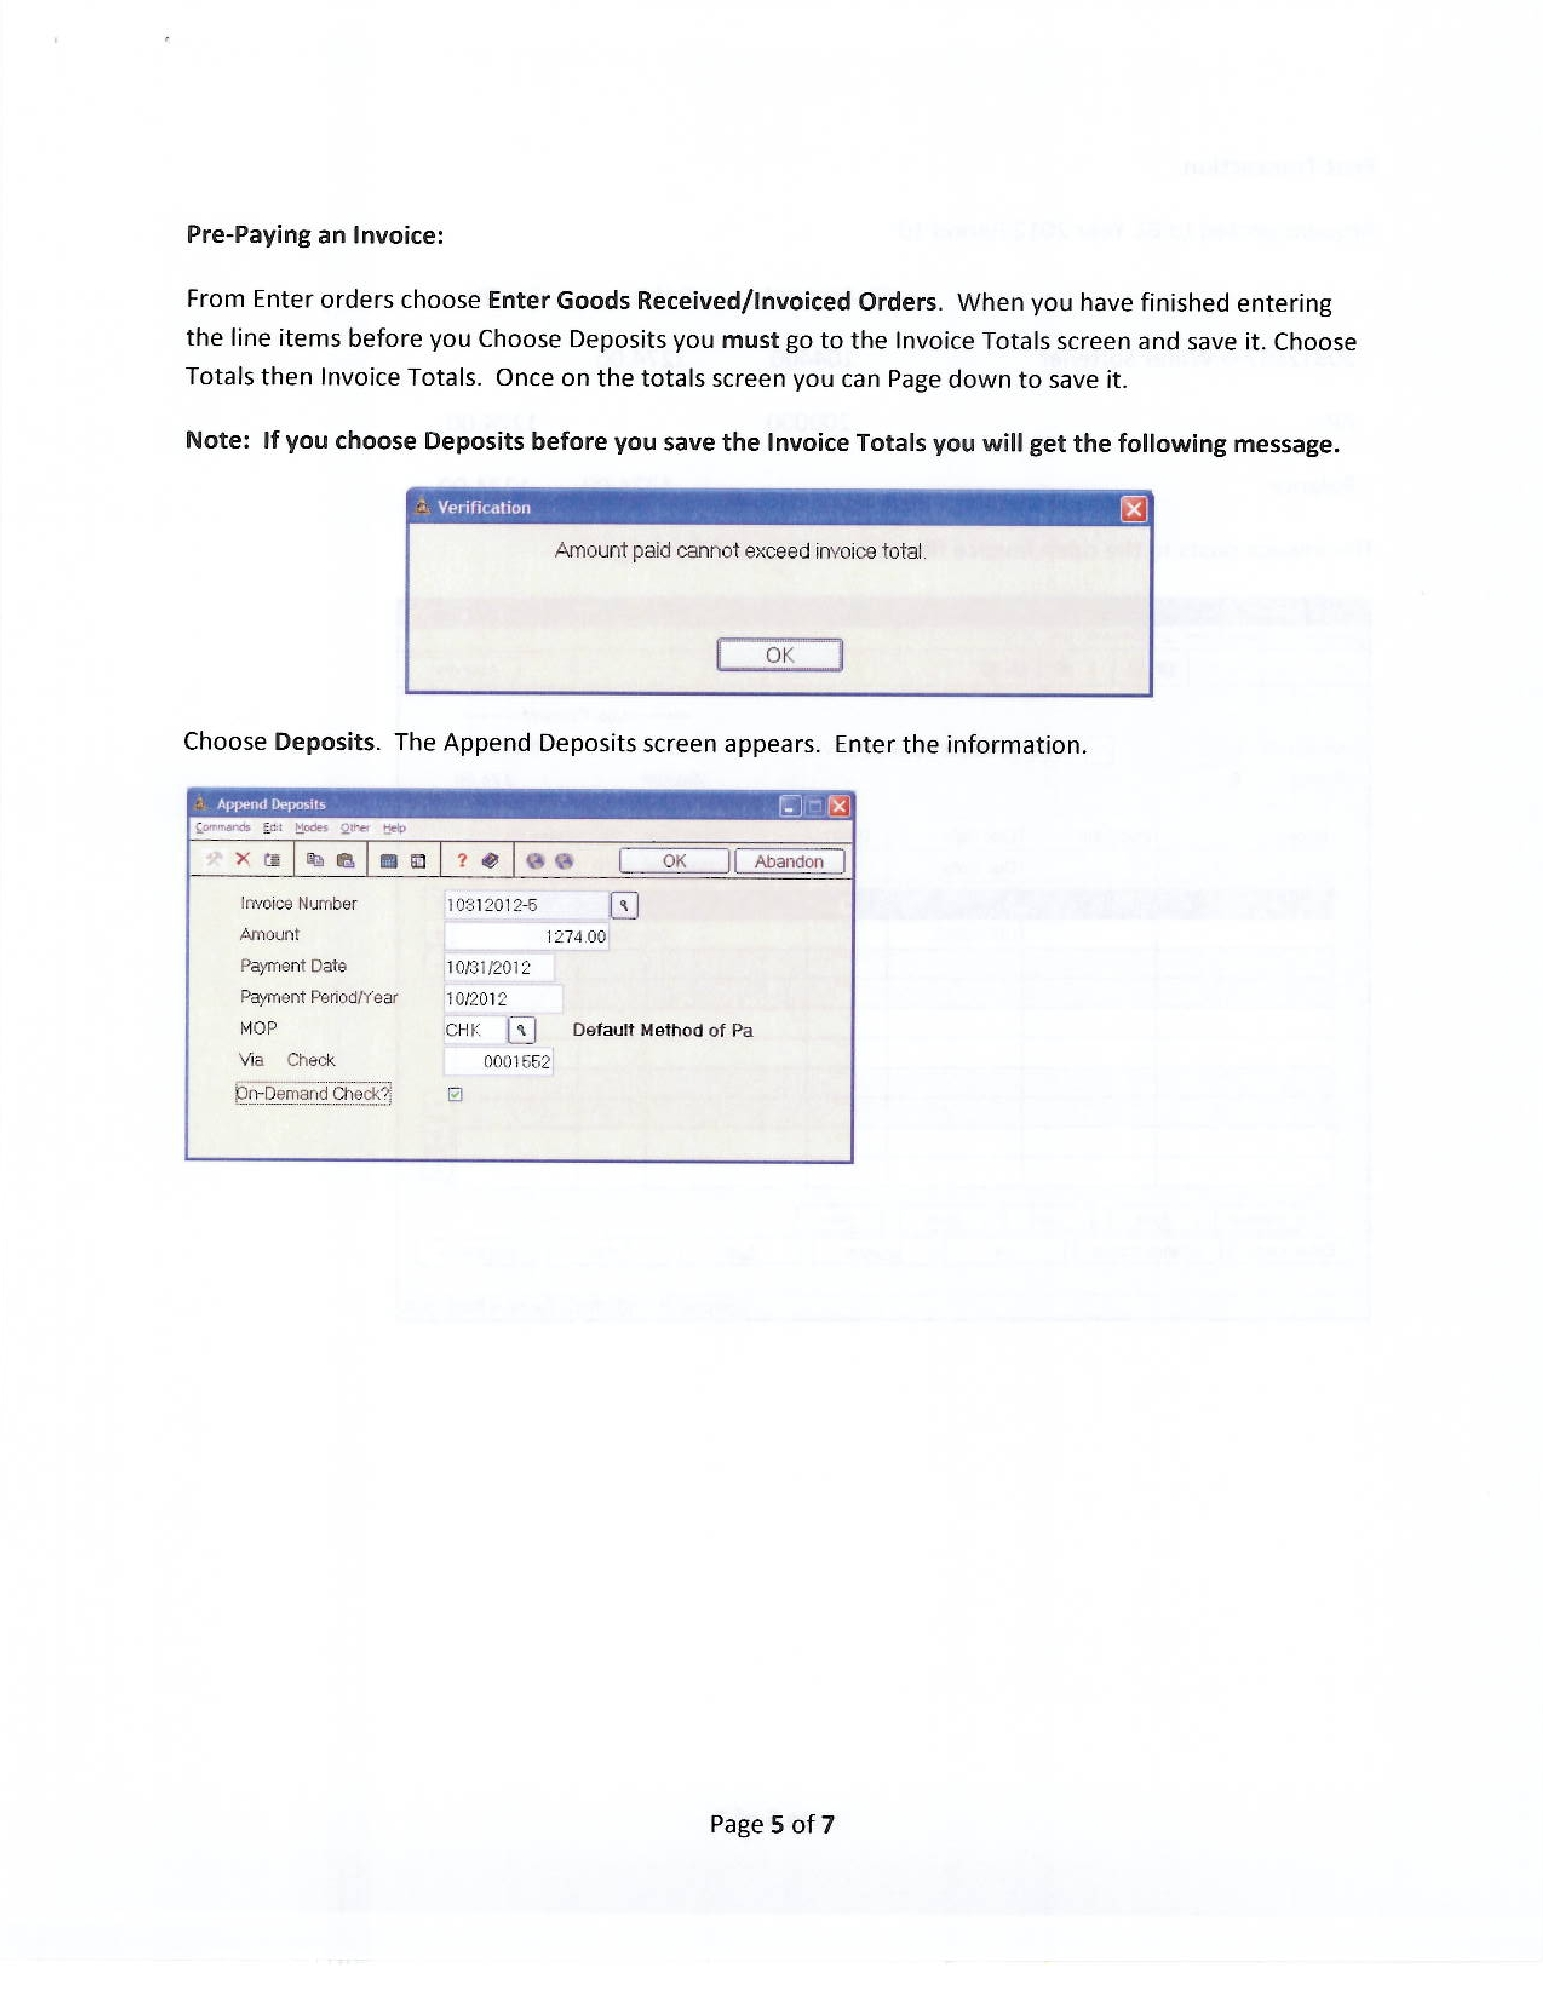 Pre-Paying an Invoice:
From Enter orders choose Enter Goods Received/Invoiced Orders.  When you have finished entering
the line items before you Choose Deposits you must go to the Invoice Totals screen and save it. Choose
Totals then Invoice Totals.  Once on the totals screen you can Page down to save it.
Note:  If you choose Deposits before you save the Invoice Totals you will get the following message.
Verification
Amount paid cannot exceed invoice total.
OK
Choose Deposits.  The Append Deposits screen appears.  Enter the information.
Append Deposits
Commands Edit Modes Other Help
OK Abandon
Invoice Number 10312012-5
Amount 1274.00
Payment Date 10/31/2012
Payment Period/Year 10/2012
MOP CHK Default Method of Pa
Via Check 0001552
On-Demand Check?
Page 5 of 7